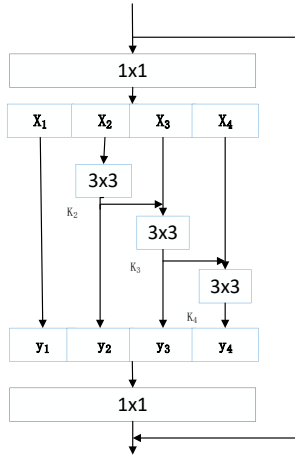 1x1
X₁ X₂ X₃ X₄
3x3
K₂
3x3
K₃
3x3
K₄
y₁ y₂ y₃ y₄
1x1